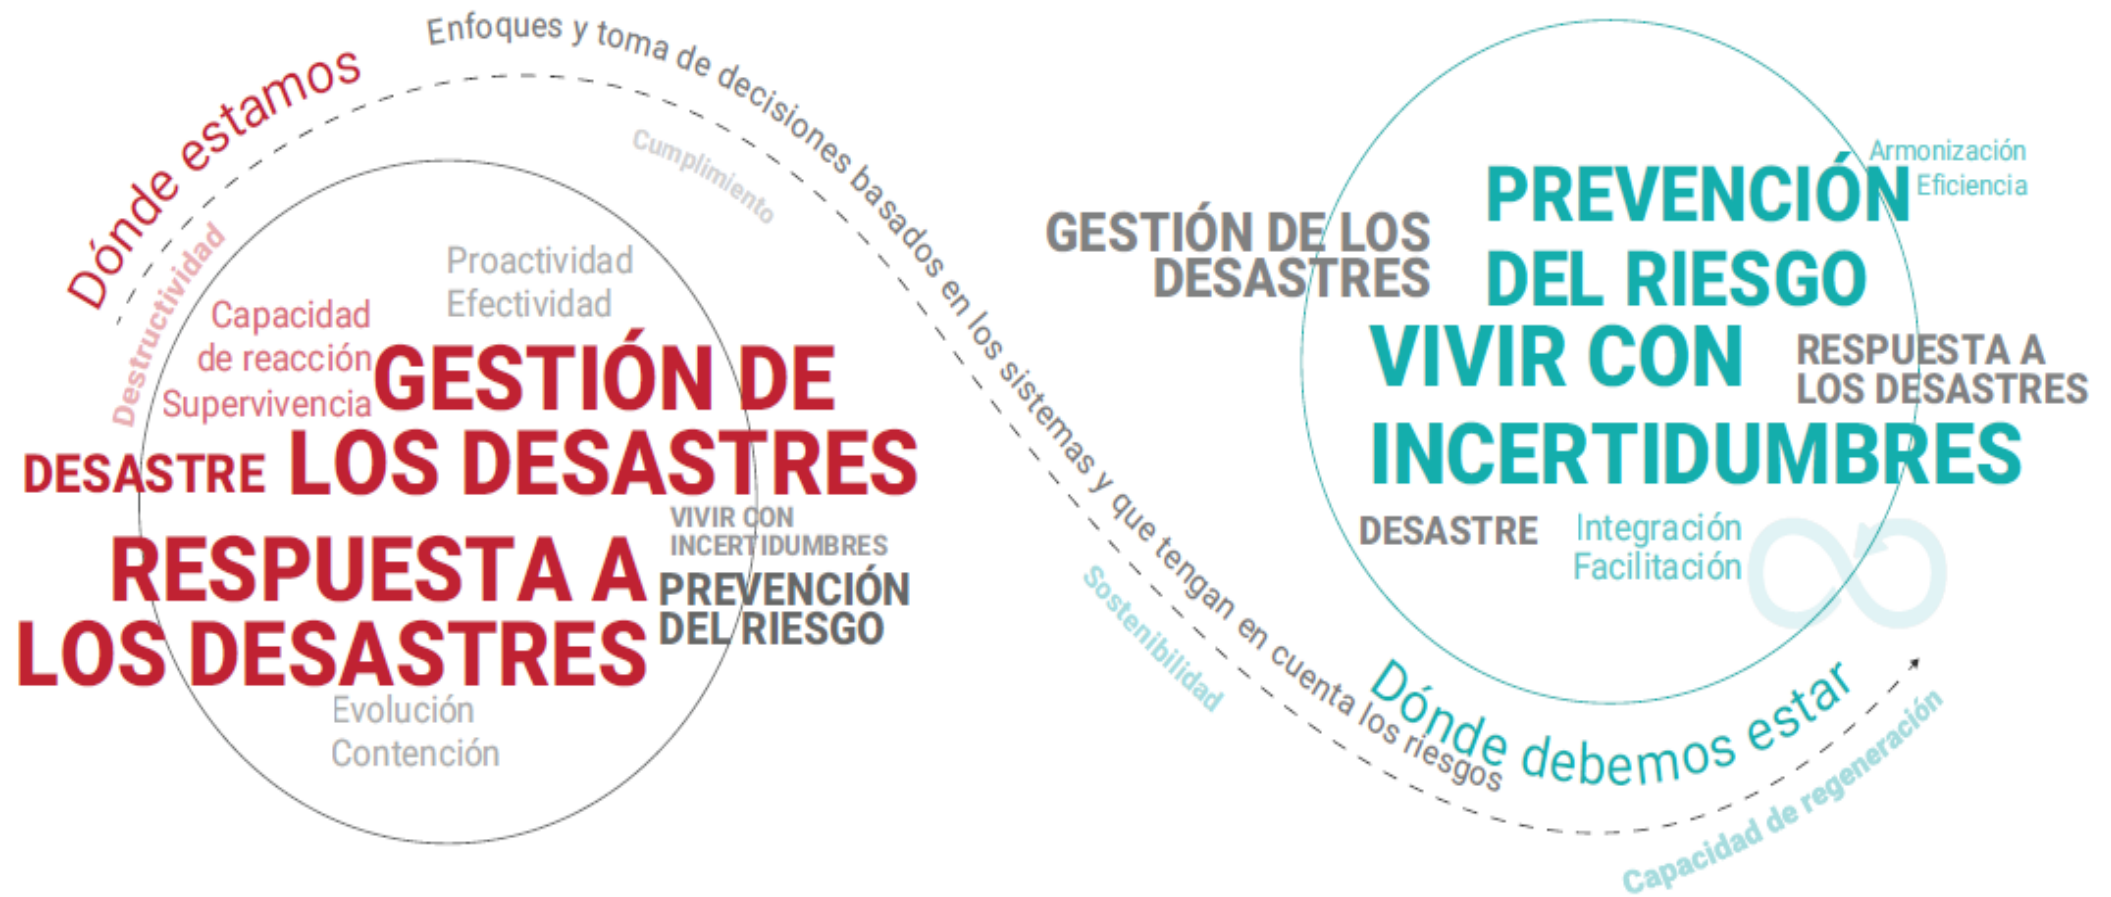 Dónde estamos
Enfoques y toma de decisiones basados en los sistemas y que tengan en cuenta los riesgos
Destructividad
Cumplimiento
Proactividad
Efectividad
Capacidad
de reacción
Supervivencia
GESTIÓN DE
LOS DESASTRES
DESASTRE
VIVIR CON
INCERTIDUMBRES
RESPUESTA A
LOS DESASTRES
PREVENCIÓN
DEL RIESGO
Evolución
Contención
Sostenibilidad
GESTIÓN DE LOS
DESASTRES
PREVENCIÓN
DEL RIESGO
Armonización
Eficiencia
VIVIR CON
INCERTIDUMBRES
RESPUESTA A
LOS DESASTRES
DESASTRE
Integración
Facilitación
Dónde debemos estar
Capacidad de regeneración